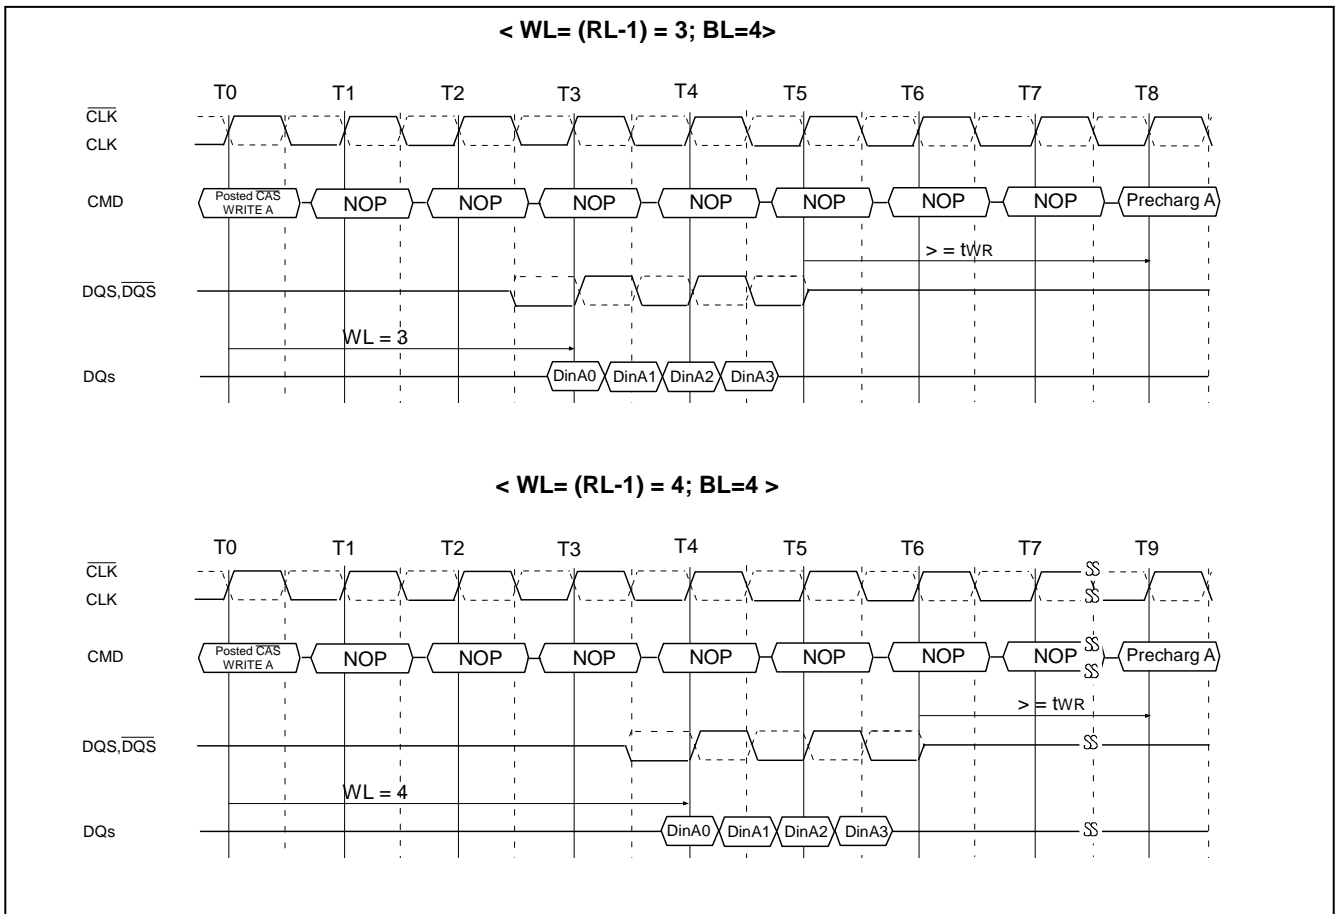 < WL= (RL-1) = 3; BL=4>
T0 T1 T2 T3 T4 T5 T6 T7 T8
CLK
CLK
CMD Posted CAS WRITE A NOP NOP NOP NOP NOP NOP NOP Precharg A
> = tWR
DQS,DQS
WL = 3
DQs DinA0 DinA1 DinA2 DinA3
< WL= (RL-1) = 4; BL=4 >
T0 T1 T2 T3 T4 T5 T6 T7 T9
CLK
CLK
CMD Posted CAS WRITE A NOP NOP NOP NOP NOP NOP NOP Precharg A
> = tWR
DQS,DQS
WL = 4
DQs DinA0 DinA1 DinA2 DinA3